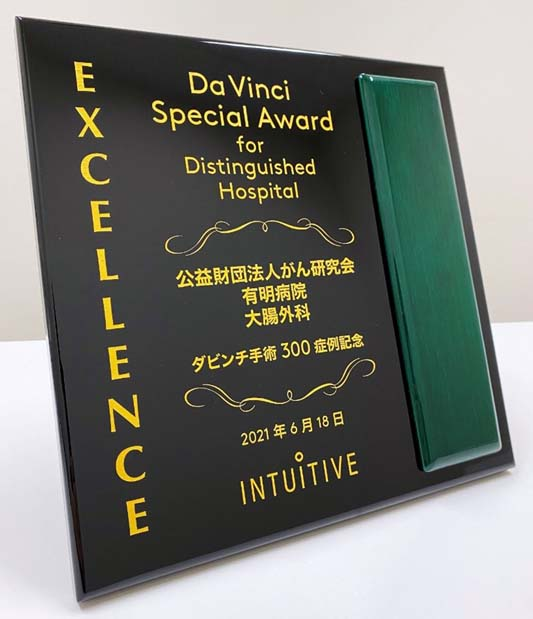 EXCELLENCE
Da Vinci
Special Award
for
Distinguished
Hospital
公益財団法人がん研究会
有明病院
大腸外科
ダビンチ手術 300 症例記念
2021 年 6 月 18 日
INTUITIVE